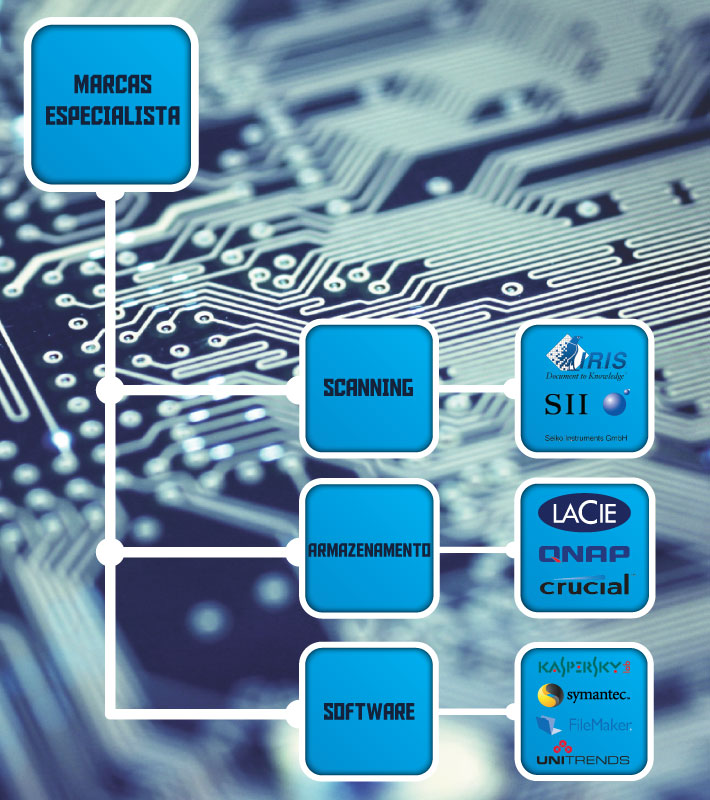 MARCAS
ESPECIALISTA
SCANNING
IRIS
Document to Knowledge
SII
Seiko Instruments GmbH
ARMAZENAMENTO
LACIE
QNAP
crucial
SOFTWARE
KASPERSKY
symantec.
FileMaker
UNITRENDS